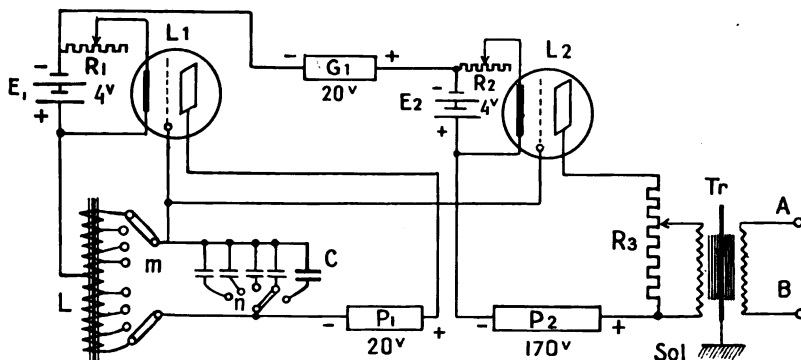 L1
L2
- R1
E1 4v
+
- G1 +
20v
R2
- E2 4v
+
Tr
A
R3
B
m
C
L
n
- P1 +
20v
- P2 +
170v
Sol